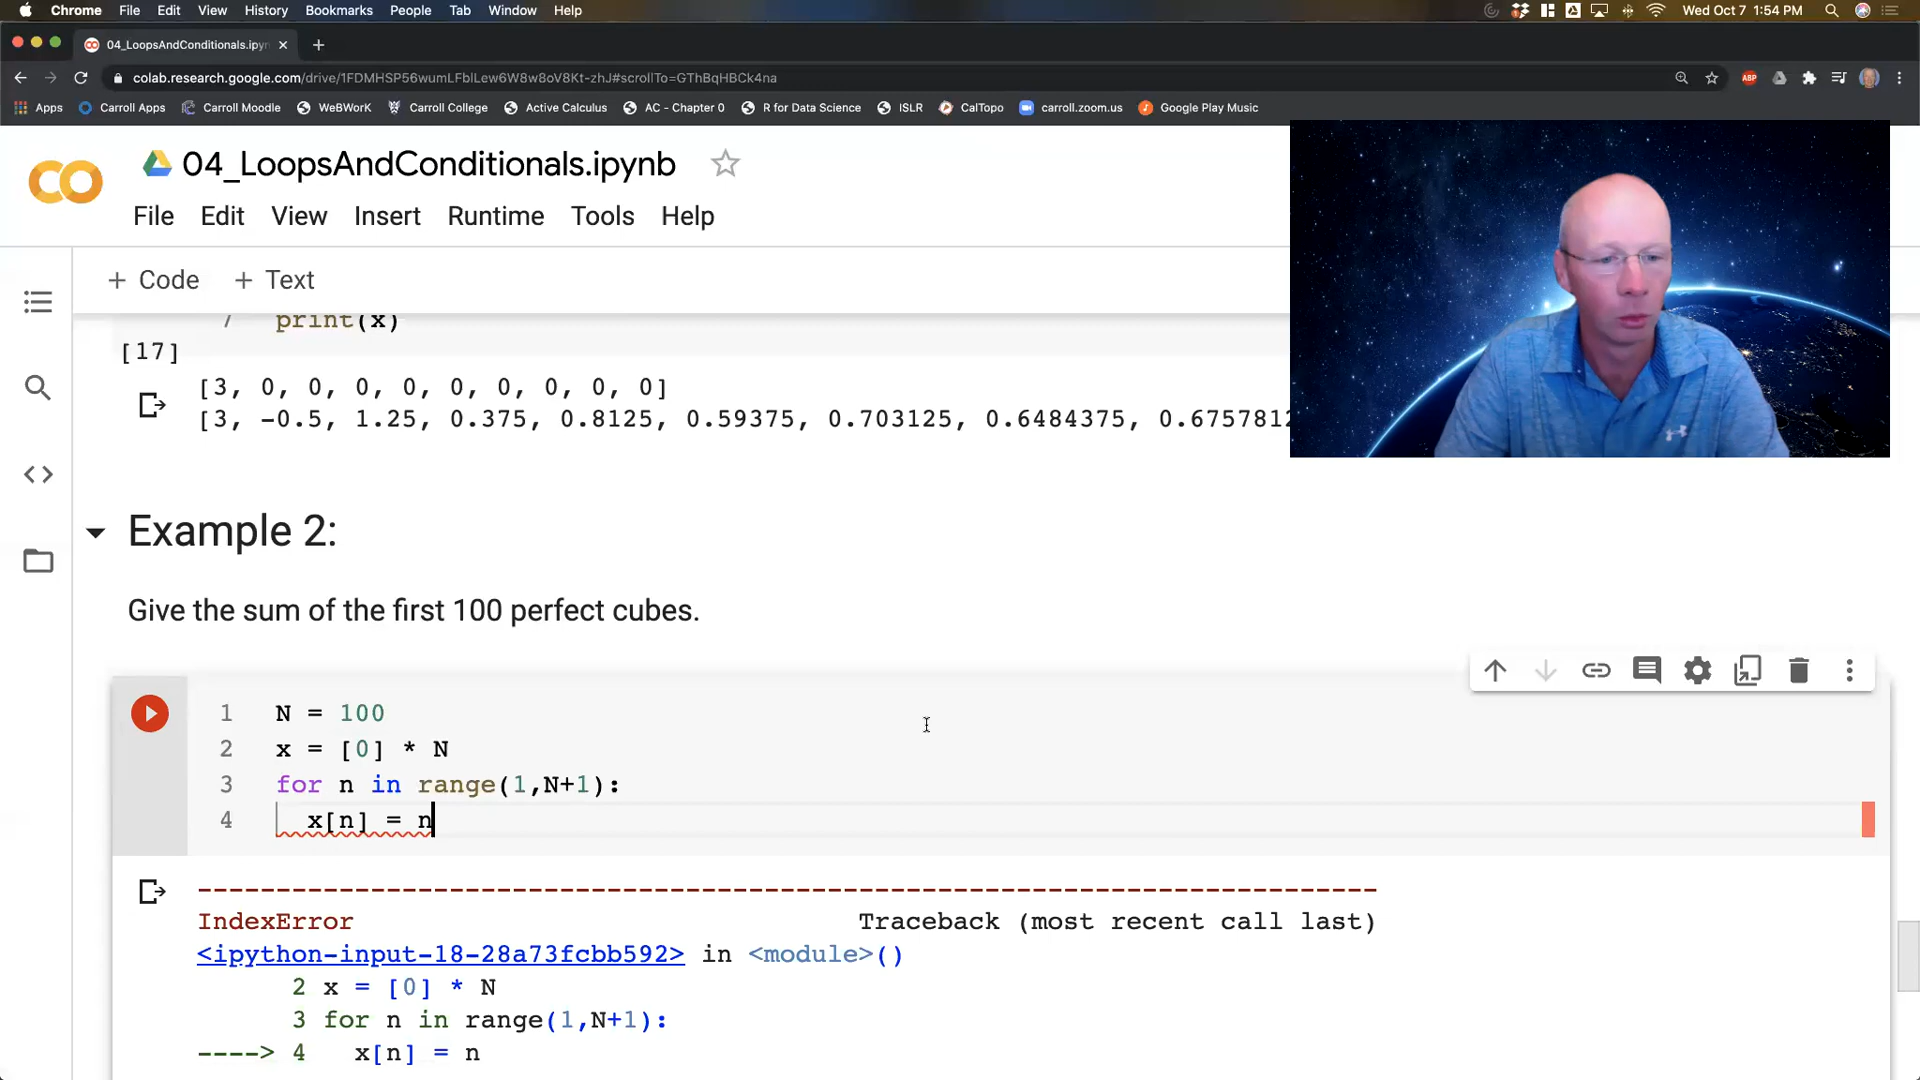 Chrome File Edit View History Bookmarks People Tab Window Help Wed Oct 7 1:54 PM
04_LoopsAndConditionals.ipyn
colab.research.google.com/drive/1FDMHSP56wumLFblLew6W8w8oV8Kt-zhJ#scrollTo=GThBqHBCk4na ABP
Apps Carroll Apps Carroll Moodle WeBWorK Carroll College Active Calculus AC - Chapter 0 R for Data Science ISLR CalTopo carroll.zoom.us Google Play Music
04_LoopsAndConditionals.ipynb
File Edit View Insert Runtime Tools Help
+ Code + Text
7 print(x)
[17]
[3, 0, 0, 0, 0, 0, 0, 0, 0, 0]
[3, -0.5, 1.25, 0.375, 0.8125, 0.59375, 0.703125, 0.6484375, 0.6757812
Example 2:
Give the sum of the first 100 perfect cubes.
1 N = 100
2 x = [0] * N
3 for n in range(1,N+1):
4 x[n] = n
---------------------------------------------------------------------------
IndexError Traceback (most recent call last)
<ipython-input-18-28a73fcbb592> in <module>()
2 x = [0] * N
3 for n in range(1,N+1):
----> 4 x[n] = n